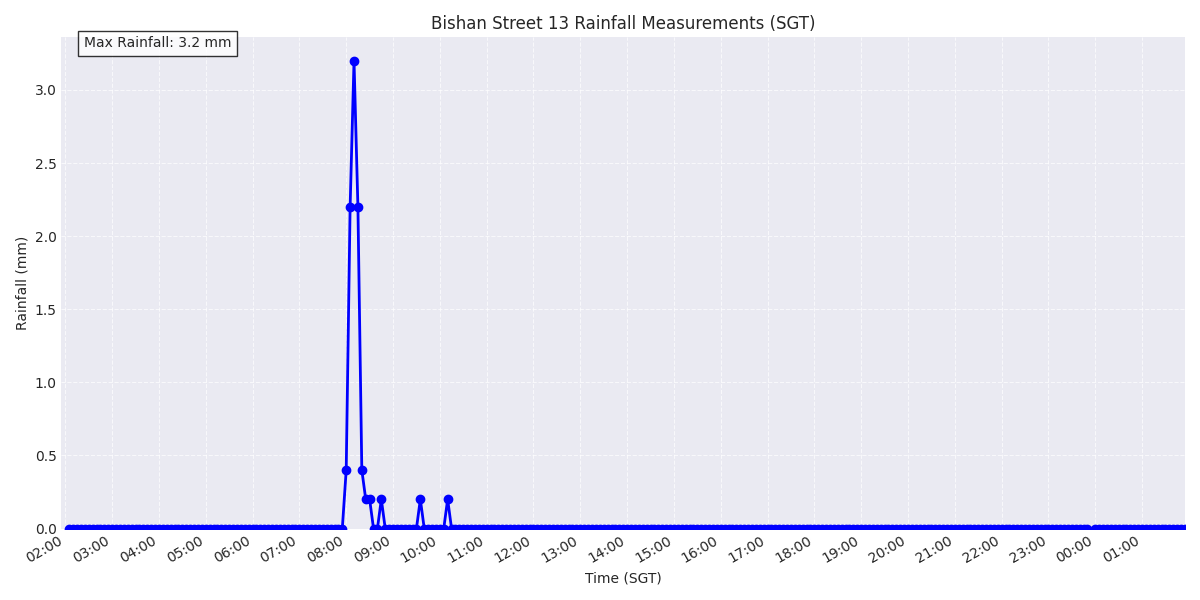 Bishan Street 13 Rainfall Measurements (SGT)
Max Rainfall: 3.2 mm
Rainfall (mm)
3.0
2.5
2.0
1.5
1.0
0.5
0.0
02:00 03:00 04:00 05:00 06:00 07:00 08:00 09:00 10:00 11:00 12:00 13:00 14:00 15:00 16:00 17:00 18:00 19:00 20:00 21:00 22:00 23:00 00:00 01:00
Time (SGT)